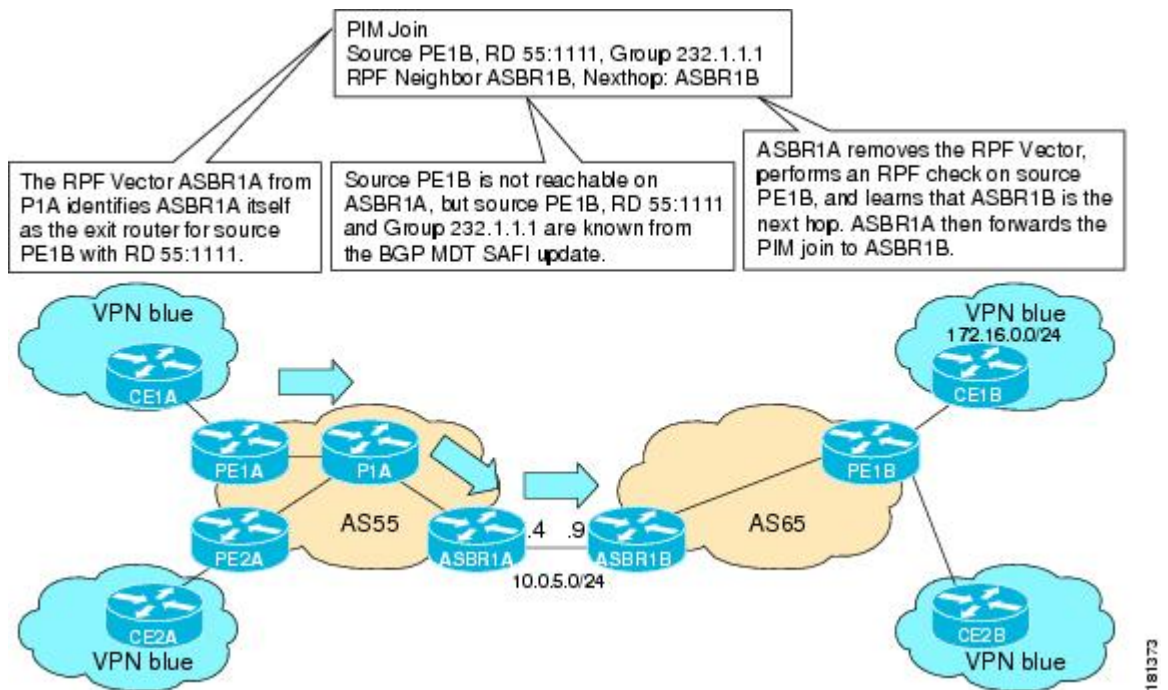 PIM Join
Source PE1B, RD 55:1111, Group 232.1.1.1
RPF Neighbor ASBR1B, Nexthop: ASBR1B
The RPF Vector ASBR1A from
P1A identifies ASBR1A itself
as the exit router for source
PE1B with RD 55:1111.
Source PE1B is not reachable on
ASBR1A, but source PE1B, RD 55:1111
and Group 232.1.1.1 are known from
the BGP MDT SAFI update.
ASBR1A removes the RPF Vector,
performs an RPF check on source
PE1B, and learns that ASBR1B is the
next hop. ASBR1A then forwards the
PIM join to ASBR1B.
VPN blue
CE1A
VPN blue
172.16.0.0/24
CE1B
PE1A
P1A
PE1B
PE2A
AS55
ASBR1A
.4
.9
ASBR1B
AS65
10.0.5.0/24
CE2A
VPN blue
CE2B
VPN blue
181373